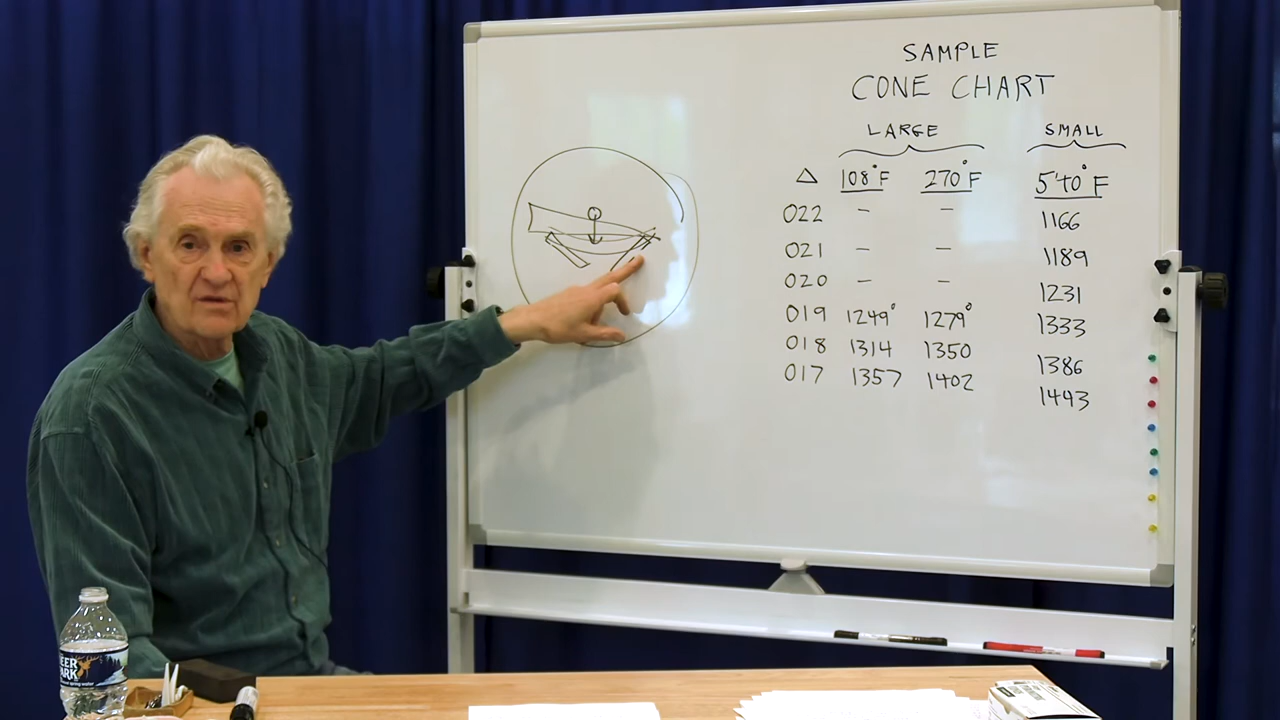 SAMPLE
CONE CHART
LARGE SMALL
△ 108°F 270°F 540°F
022 – – 1166
021 – – 1189
020 – – 1231
019 1249° 1279° 1333
018 1314 1350 1386
017 1357 1402 1443